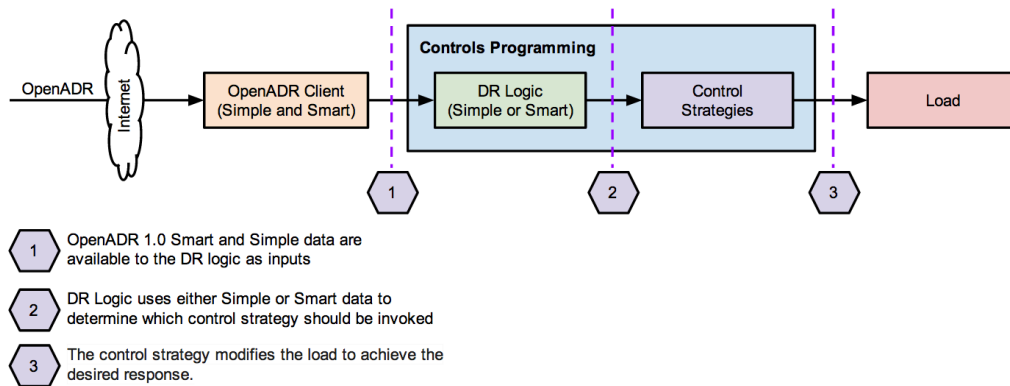 Controls Programming
OpenADR
Internet
OpenADR Client
(Simple and Smart)
DR Logic
(Simple or Smart)
Control
Strategies
Load
1
2
3
1
OpenADR 1.0 Smart and Simple data are
available to the DR logic as inputs
2
DR Logic uses either Simple or Smart data to
determine which control strategy should be invoked
3
The control strategy modifies the load to achieve the
desired response.